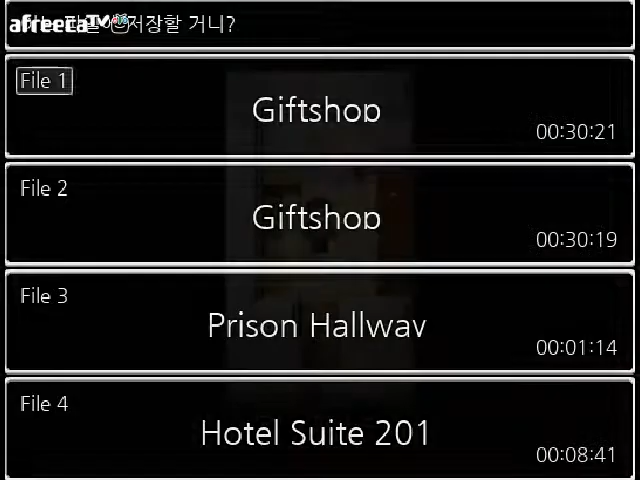 afreecaTV 저장할 거니?
File 1
Giftshop
00:30:21
File 2
Giftshop
00:30:19
File 3
Prison Hallway
00:01:14
File 4
Hotel Suite 201
00:08:41